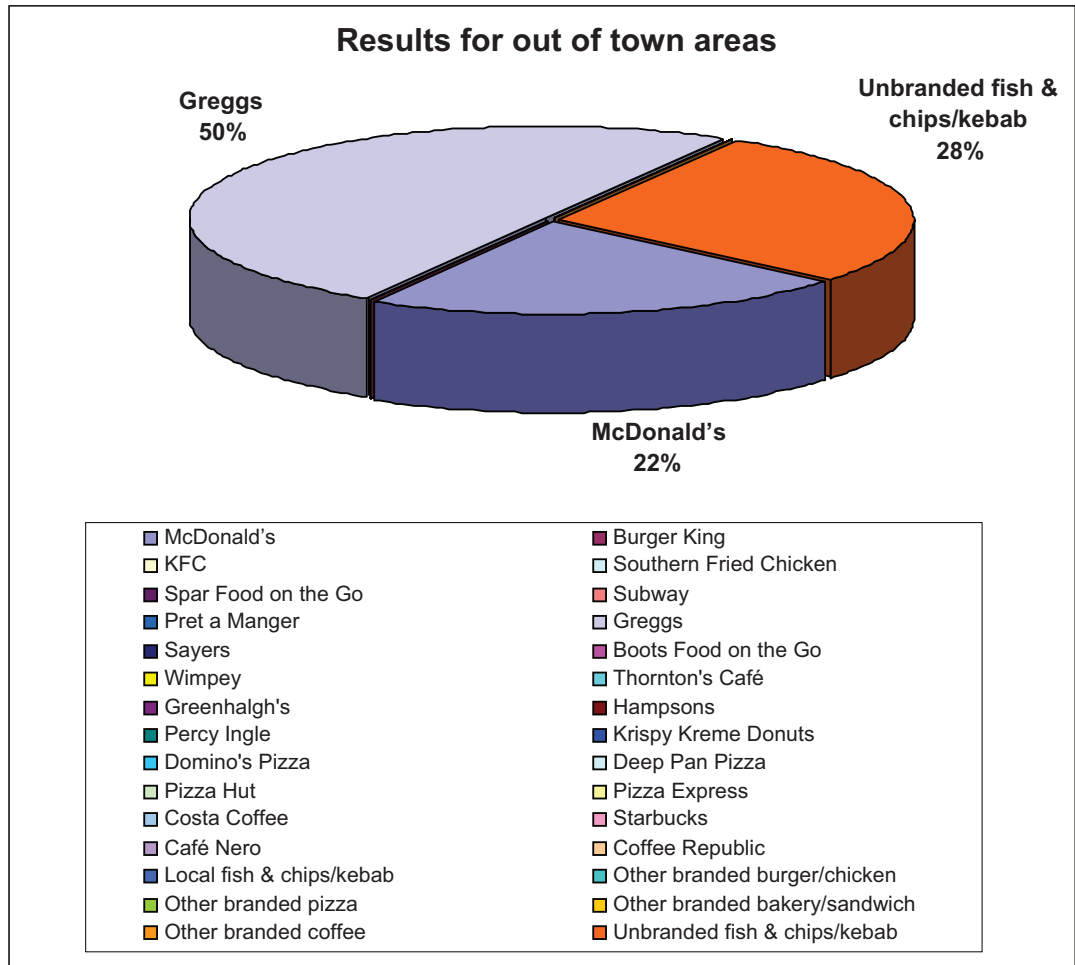 Results for out of town areas
Greggs
50%
Unbranded fish &
chips/kebab
28%
McDonald's
22%
McDonald's
Burger King
KFC
Southern Fried Chicken
Spar Food on the Go
Subway
Pret a Manger
Greggs
Sayers
Boots Food on the Go
Wimpey
Thornton's Café
Greenhalgh's
Hampsons
Percy Ingle
Krispy Kreme Donuts
Domino's Pizza
Deep Pan Pizza
Pizza Hut
Pizza Express
Costa Coffee
Starbucks
Café Nero
Coffee Republic
Local fish & chips/kebab
Other branded burger/chicken
Other branded pizza
Other branded bakery/sandwich
Other branded coffee
Unbranded fish & chips/kebab